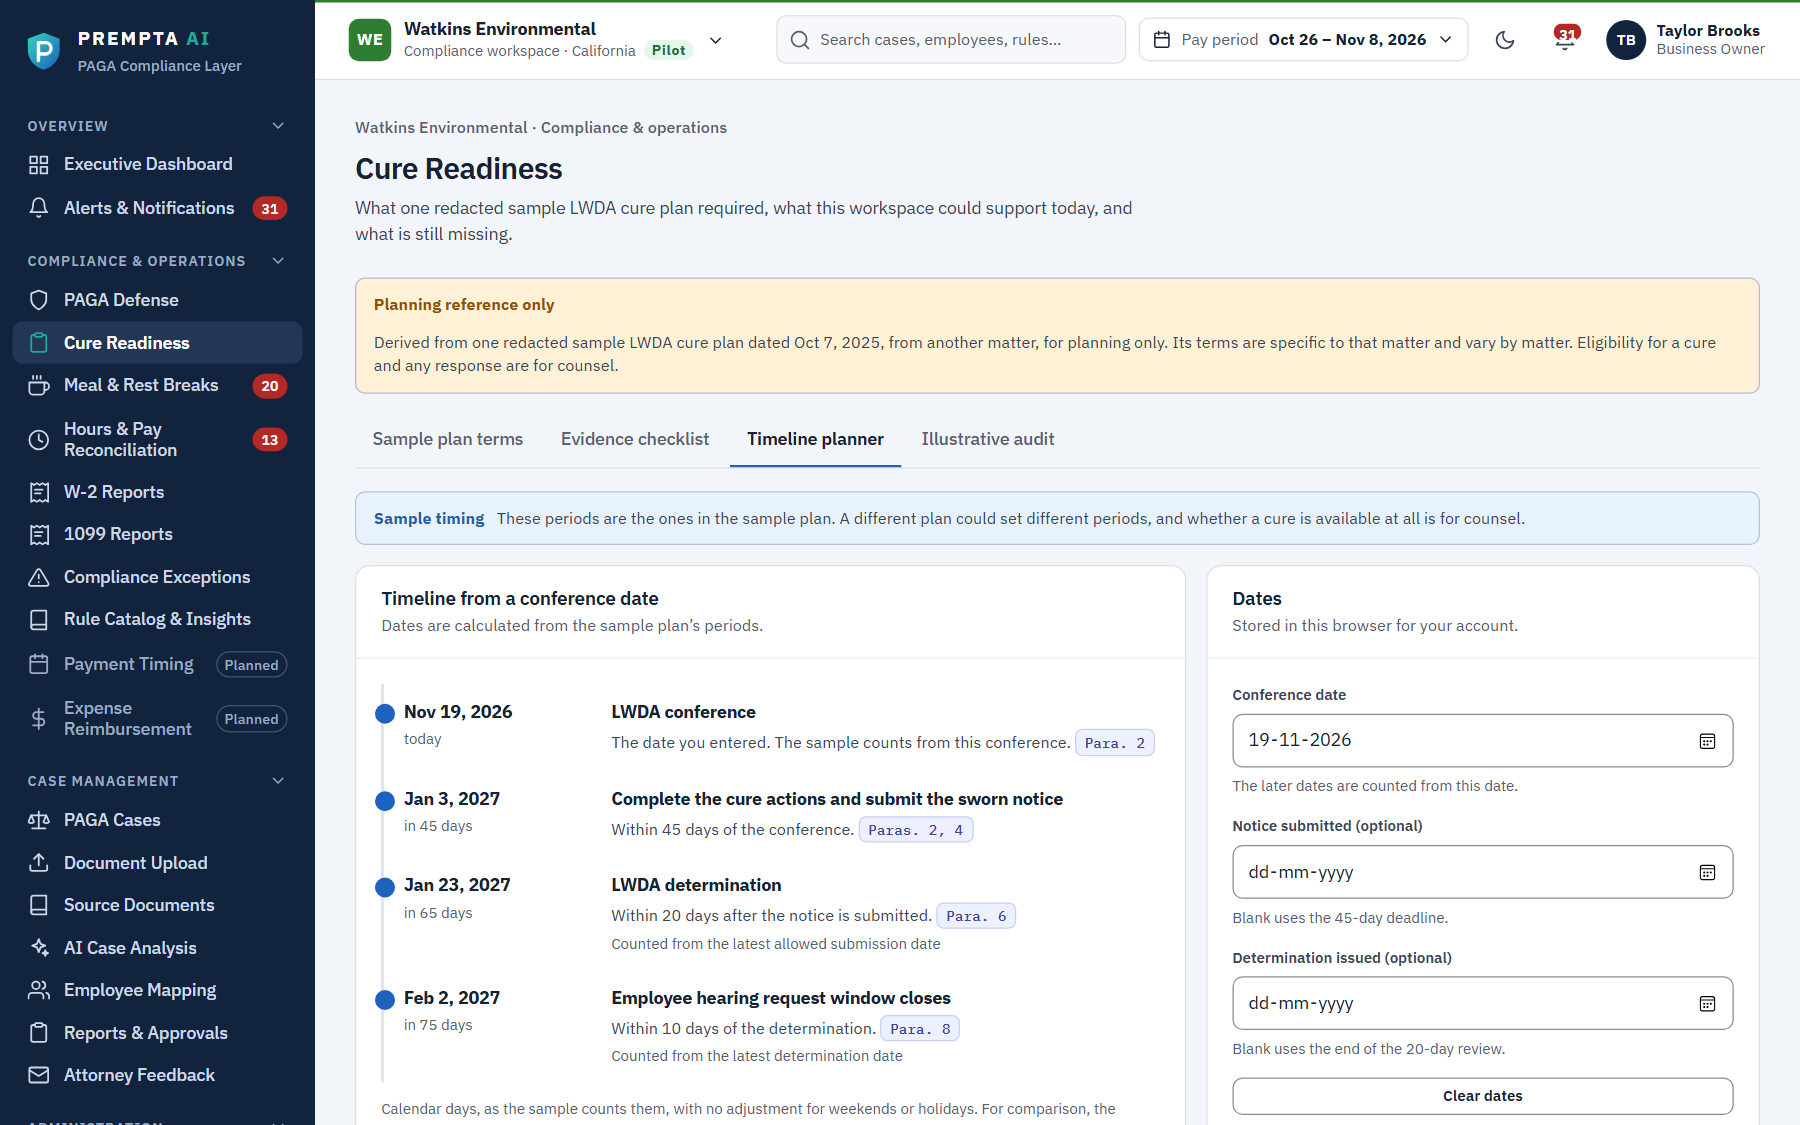 PREMPTA AI
PAGA Compliance Layer
OVERVIEW
Executive Dashboard
Alerts & Notifications 31
COMPLIANCE & OPERATIONS
PAGA Defense
Cure Readiness
Meal & Rest Breaks 20
Hours & Pay
Reconciliation 13
W-2 Reports
1099 Reports
Compliance Exceptions
Rule Catalog & Insights
Payment Timing Planned
Expense
Reimbursement Planned
CASE MANAGEMENT
PAGA Cases
Document Upload
Source Documents
AI Case Analysis
Employee Mapping
Reports & Approvals
Attorney Feedback
WE
Watkins Environmental
Compliance workspace · California Pilot
Search cases, employees, rules...
Pay period Oct 26 – Nov 8, 2026
31
TB
Taylor Brooks
Business Owner
Watkins Environmental · Compliance & operations
Cure Readiness
What one redacted sample LWDA cure plan required, what this workspace could support today, and
what is still missing.
Planning reference only
Derived from one redacted sample LWDA cure plan dated Oct 7, 2025, from another matter, for planning only. Its terms are specific to that matter and vary by matter. Eligibility for a cure
and any response are for counsel.
Sample plan terms Evidence checklist Timeline planner Illustrative audit
Sample timing These periods are the ones in the sample plan. A different plan could set different periods, and whether a cure is available at all is for counsel.
Timeline from a conference date
Dates are calculated from the sample plan’s periods.
Nov 19, 2026
today
LWDA conference
The date you entered. The sample counts from this conference. Para. 2
Jan 3, 2027
in 45 days
Complete the cure actions and submit the sworn notice
Within 45 days of the conference. Paras. 2, 4
Jan 23, 2027
in 65 days
LWDA determination
Within 20 days after the notice is submitted. Para. 6
Counted from the latest allowed submission date
Feb 2, 2027
in 75 days
Employee hearing request window closes
Within 10 days of the determination. Para. 8
Counted from the latest determination date
Calendar days, as the sample counts them, with no adjustment for weekends or holidays. For comparison, the
Dates
Stored in this browser for your account.
Conference date
19-11-2026
The later dates are counted from this date.
Notice submitted (optional)
dd-mm-yyyy
Blank uses the 45-day deadline.
Determination issued (optional)
dd-mm-yyyy
Blank uses the end of the 20-day review.
Clear dates